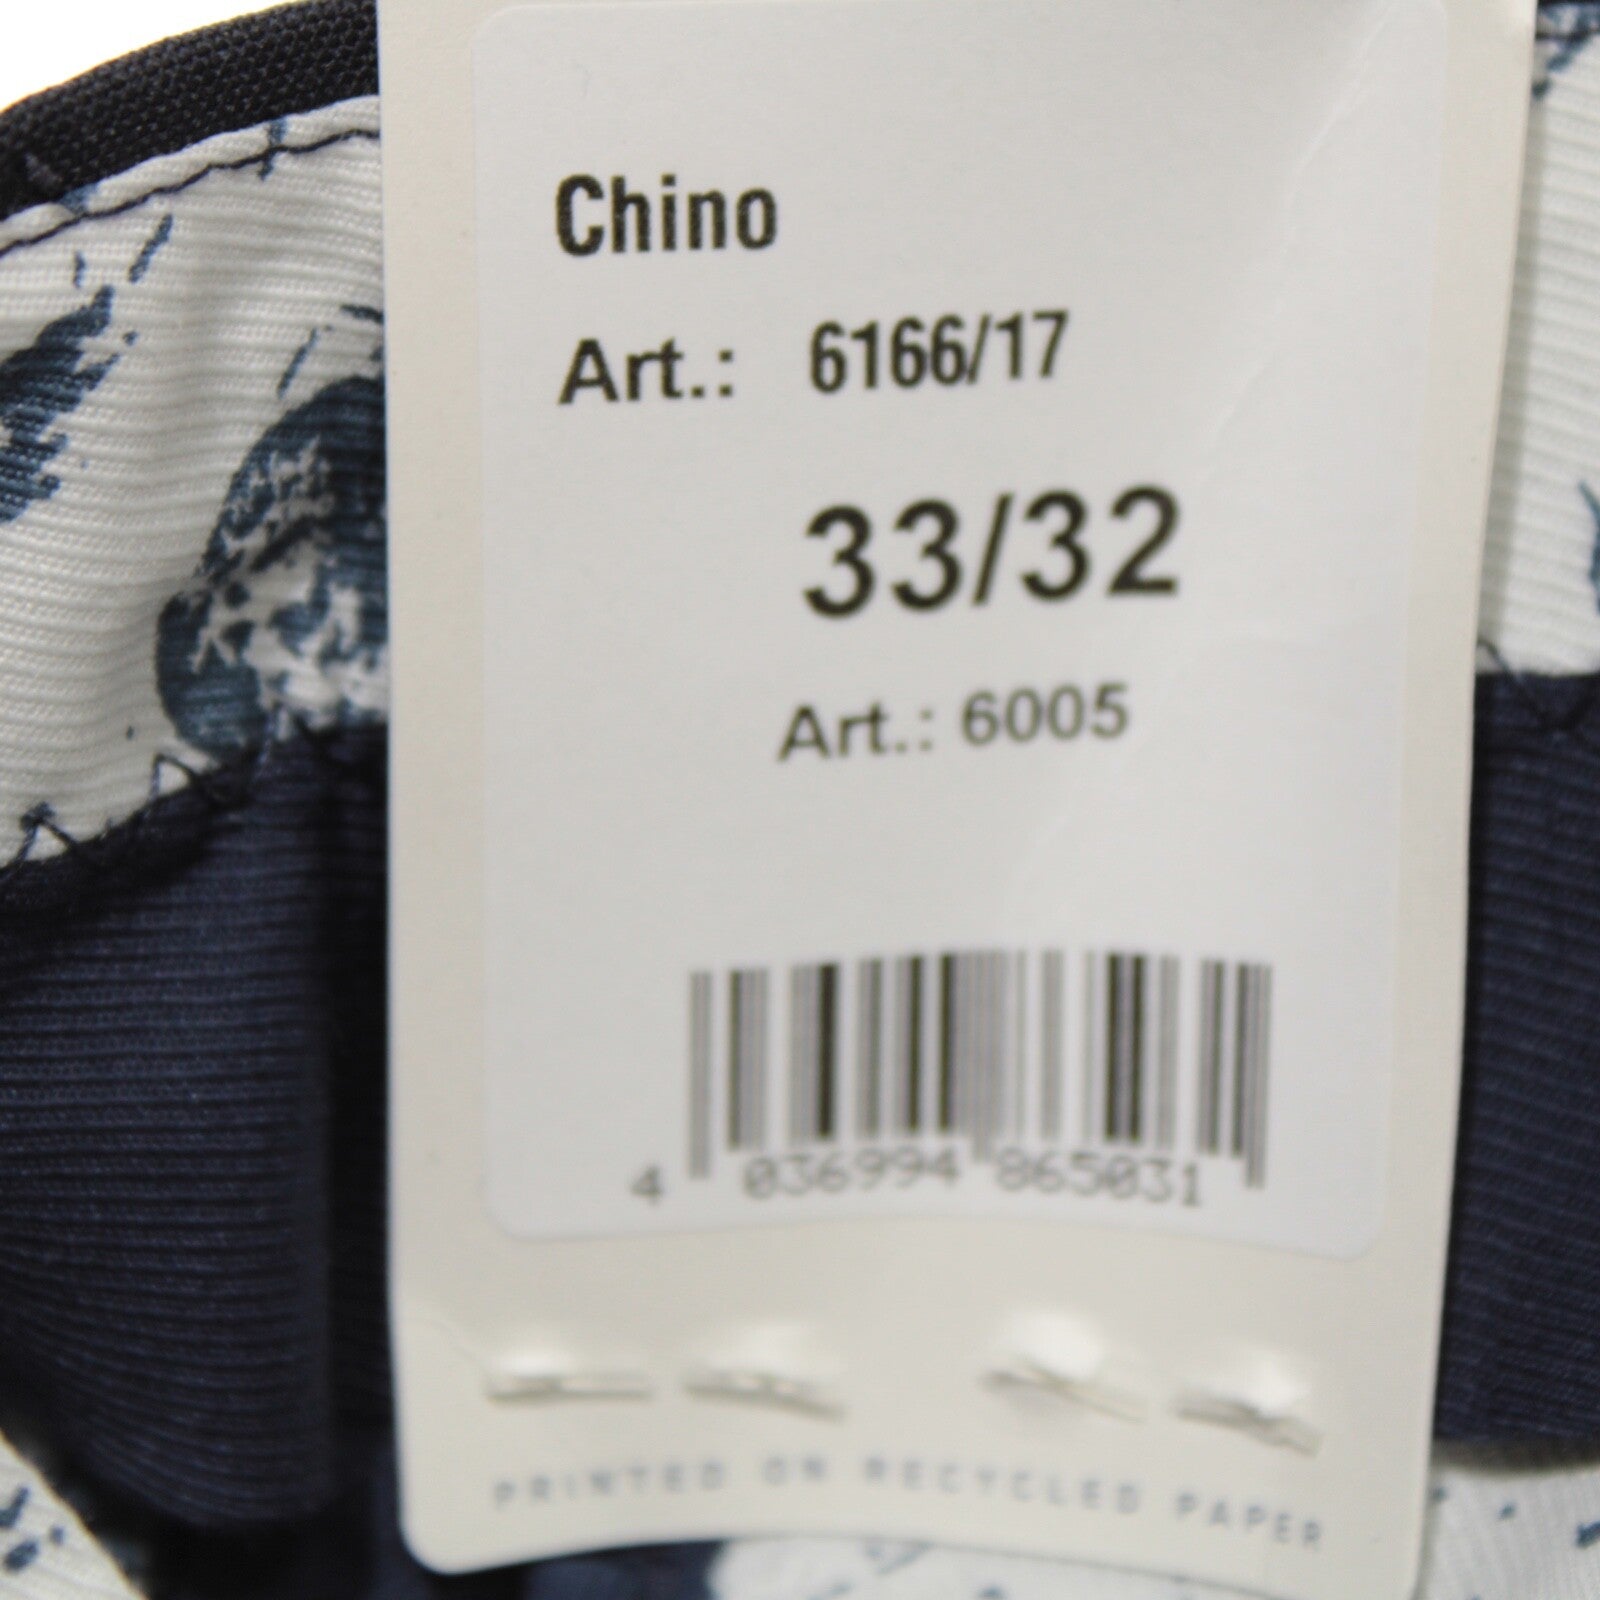 Chino
Art.: 6166/17
33/32
Art.: 6005
4 036994 865031
PRINTED ON RECYCLED PAPER